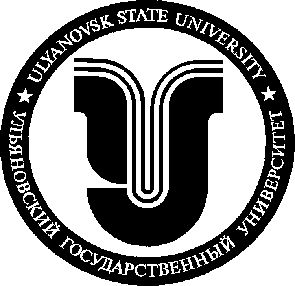 ★ ULYANOVSK STATE UNIVERSITY ★
УЛЬЯНОВСКИЙ ГОСУДАРСТВЕННЫЙ УНИВЕРСИТЕТ